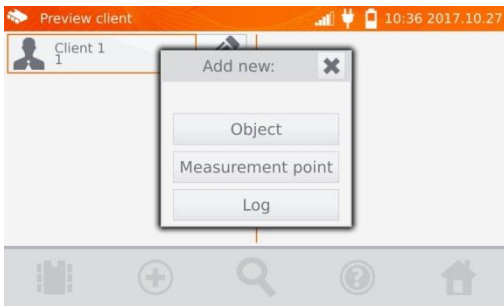 Preview client
10:36 2017.10.27
Client 1
1
Add new:
Object
Measurement point
Log